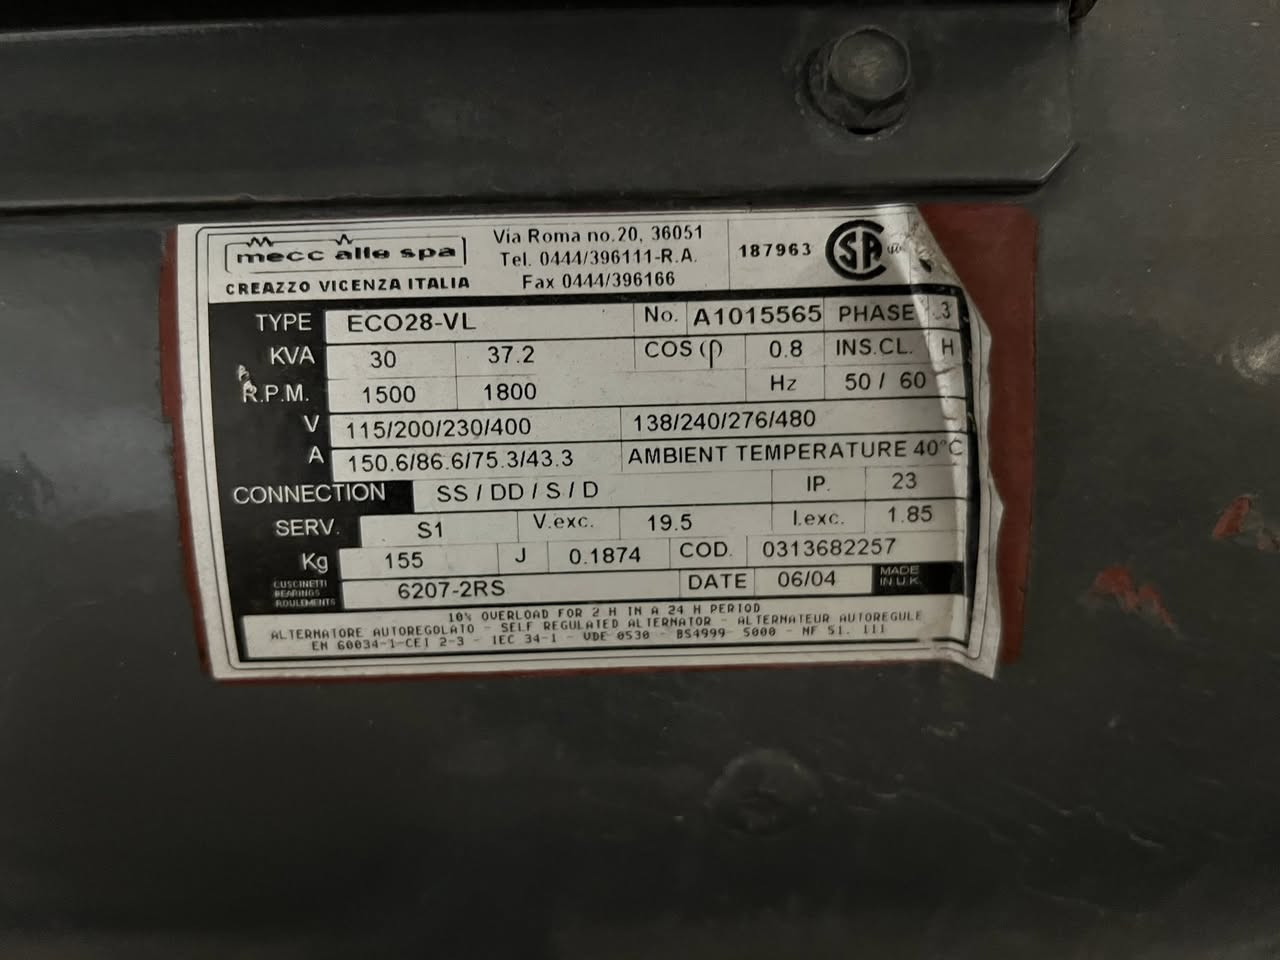 mecc alte spa
CREAZZO VICENZA ITALIA
Via Roma no.20, 36051
Tel. 0444/396111-R.A.
Fax 0444/396166
187963
SA
TYPE ECO28-VL No. A1015565 PHASE 3
KVA 30 37.2 COS φ 0.8 INS.CL. H
R.P.M. 1500 1800 Hz 50 / 60
V 115/200/230/400 138/240/276/480
A 150.6/86.6/75.3/43.3 AMBIENT TEMPERATURE 40°C
CONNECTION SS / DD / S / D IP. 23
SERV. S1 V.exc. 19.5 I.exc. 1.85
Kg 155 J 0.1874 COD. 0313682257
CUSCINETTI
BEARINGS
ROULEMENTS
6207-2RS DATE 06/04
MADE
IN U.K.
10% OVERLOAD FOR 2 H IN A 24 H PERIOD
ALTERNATORE AUTOREGOLATO - SELF REGULATED ALTERNATOR - ALTERNATEUR AUTOREGULE
EN 60034-1-CEI 2-3 - IEC 34-1 - VDE 0530 - BS4999 - 5000 - NF 51. 111